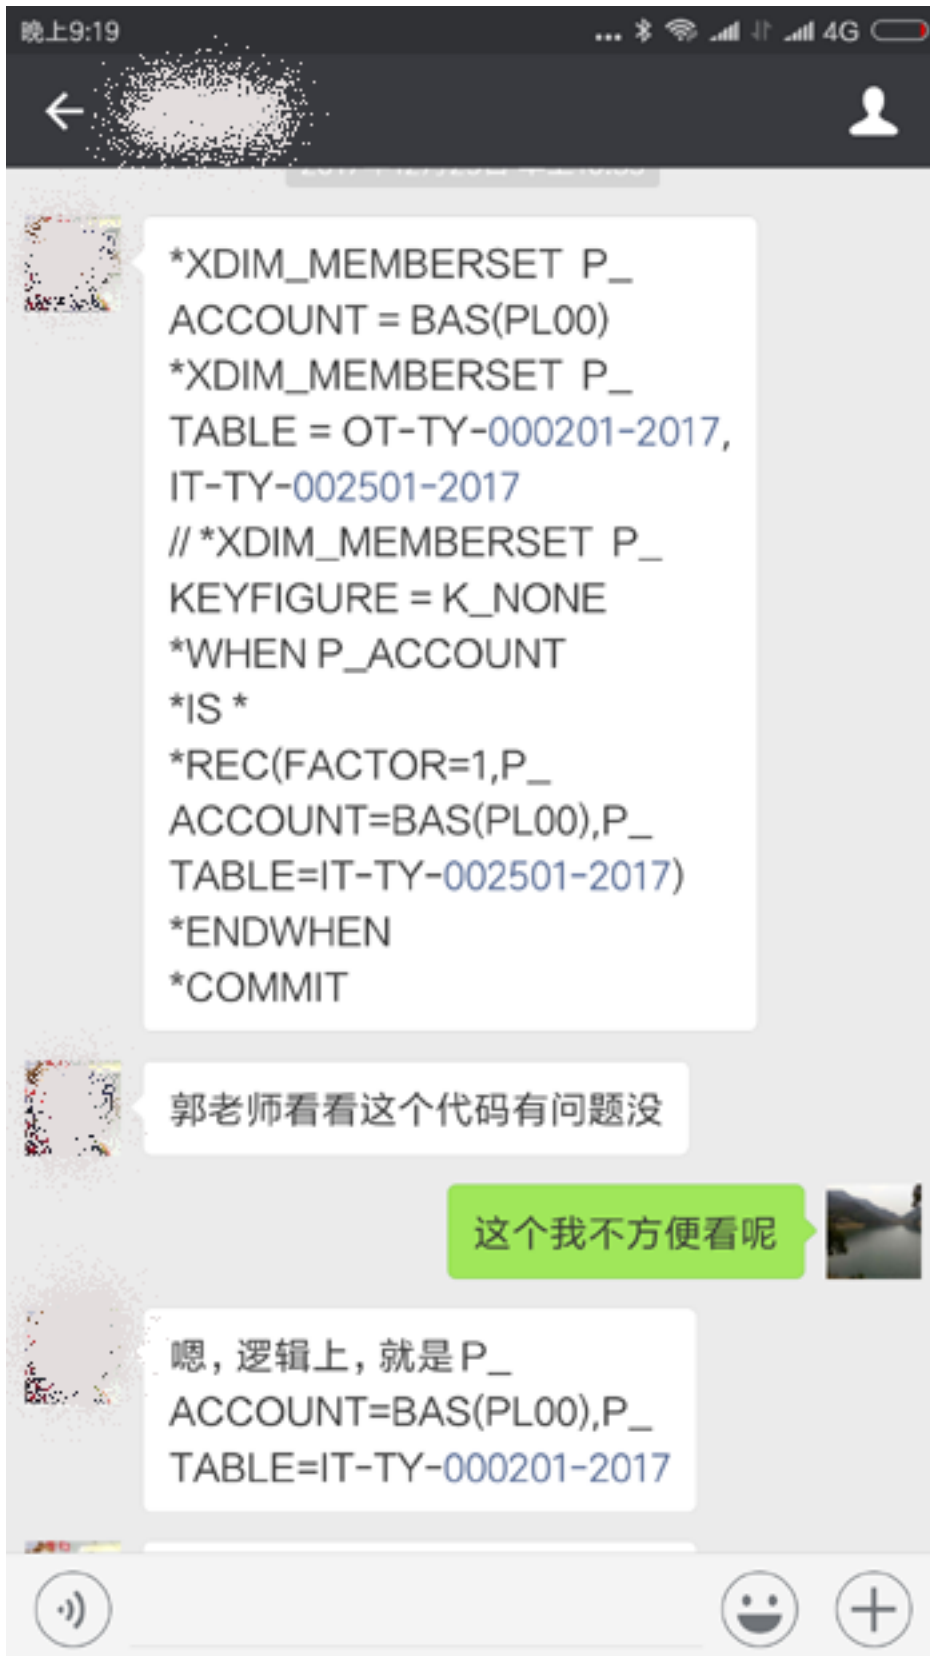 晚上9:19
... 4G
*XDIM_MEMBERSET P_
ACCOUNT = BAS(PL00)
*XDIM_MEMBERSET P_
TABLE = OT-TY-000201-2017,
IT-TY-002501-2017
// *XDIM_MEMBERSET P_
KEYFIGURE = K_NONE
*WHEN P_ACCOUNT
*IS *
*REC(FACTOR=1,P_
ACCOUNT=BAS(PL00),P_
TABLE=IT-TY-002501-2017)
*ENDWHEN
*COMMIT
郭老师看看这个代码有问题没
这个我不方便看呢
嗯, 逻辑上, 就是P_
ACCOUNT=BAS(PL00),P_
TABLE=IT-TY-000201-2017